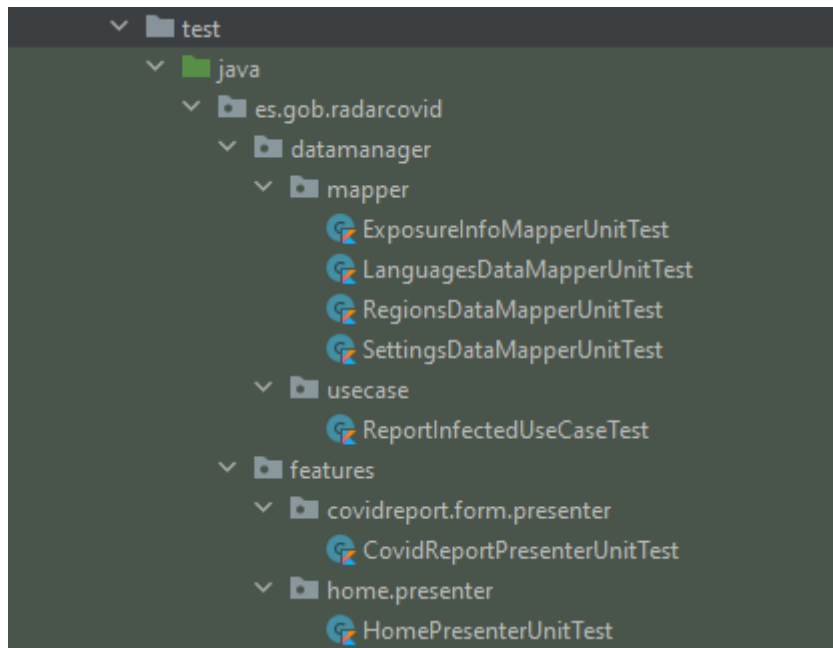 test
java
es.gob.radarcovid
datamanager
mapper
ExposureInfoMapperUnitTest
LanguagesDataMapperUnitTest
RegionsDataMapperUnitTest
SettingsDataMapperUnitTest
usecase
ReportInfectedUseCaseTest
features
covidreport.form.presenter
CovidReportPresenterUnitTest
home.presenter
HomePresenterUnitTest